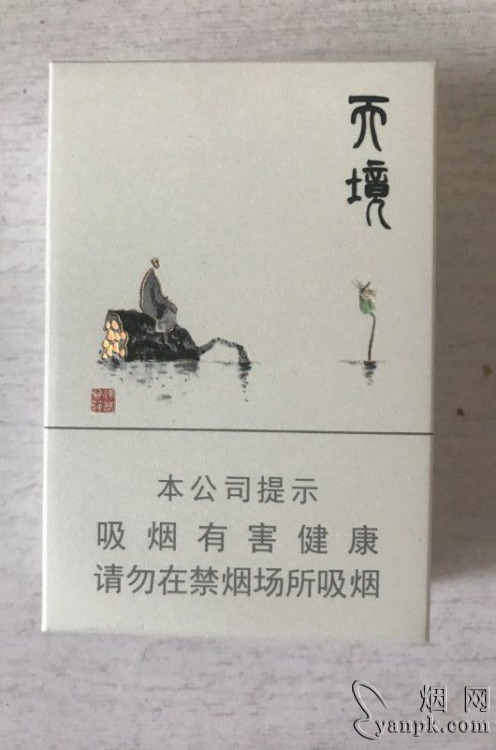 天境
本公司提示
吸烟有害健康
请勿在禁烟场所吸烟
烟网
yanpk.com